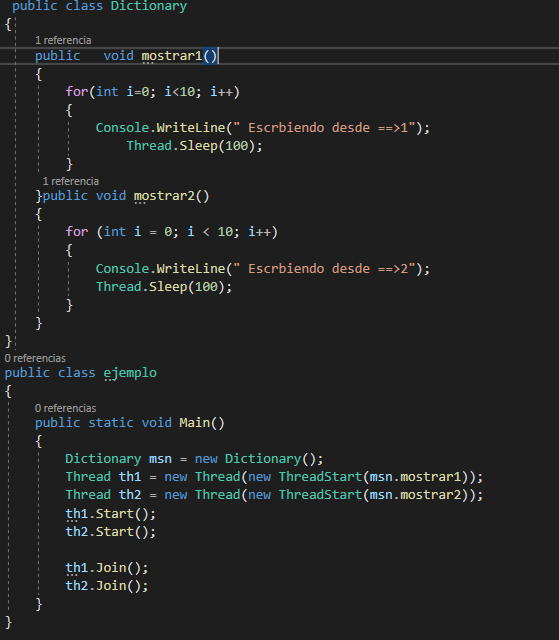 public class Dictionary
{
1 referencia
public   void mostrar1()
{
for(int i=0; i<10; i++)
{
Console.WriteLine(" Escrbiendo desde ==>1");
Thread.Sleep(100);
}
1 referencia
}public void mostrar2()
{
for (int i = 0; i < 10; i++)
{
Console.WriteLine(" Escrbiendo desde ==>2");
Thread.Sleep(100);
}
}
}
0 referencias
public class ejemplo
{
0 referencias
public static void Main()
{
Dictionary msn = new Dictionary();
Thread th1 = new Thread(new ThreadStart(msn.mostrar1));
Thread th2 = new Thread(new ThreadStart(msn.mostrar2));
th1.Start();
th2.Start();
th1.Join();
th2.Join();
}
}